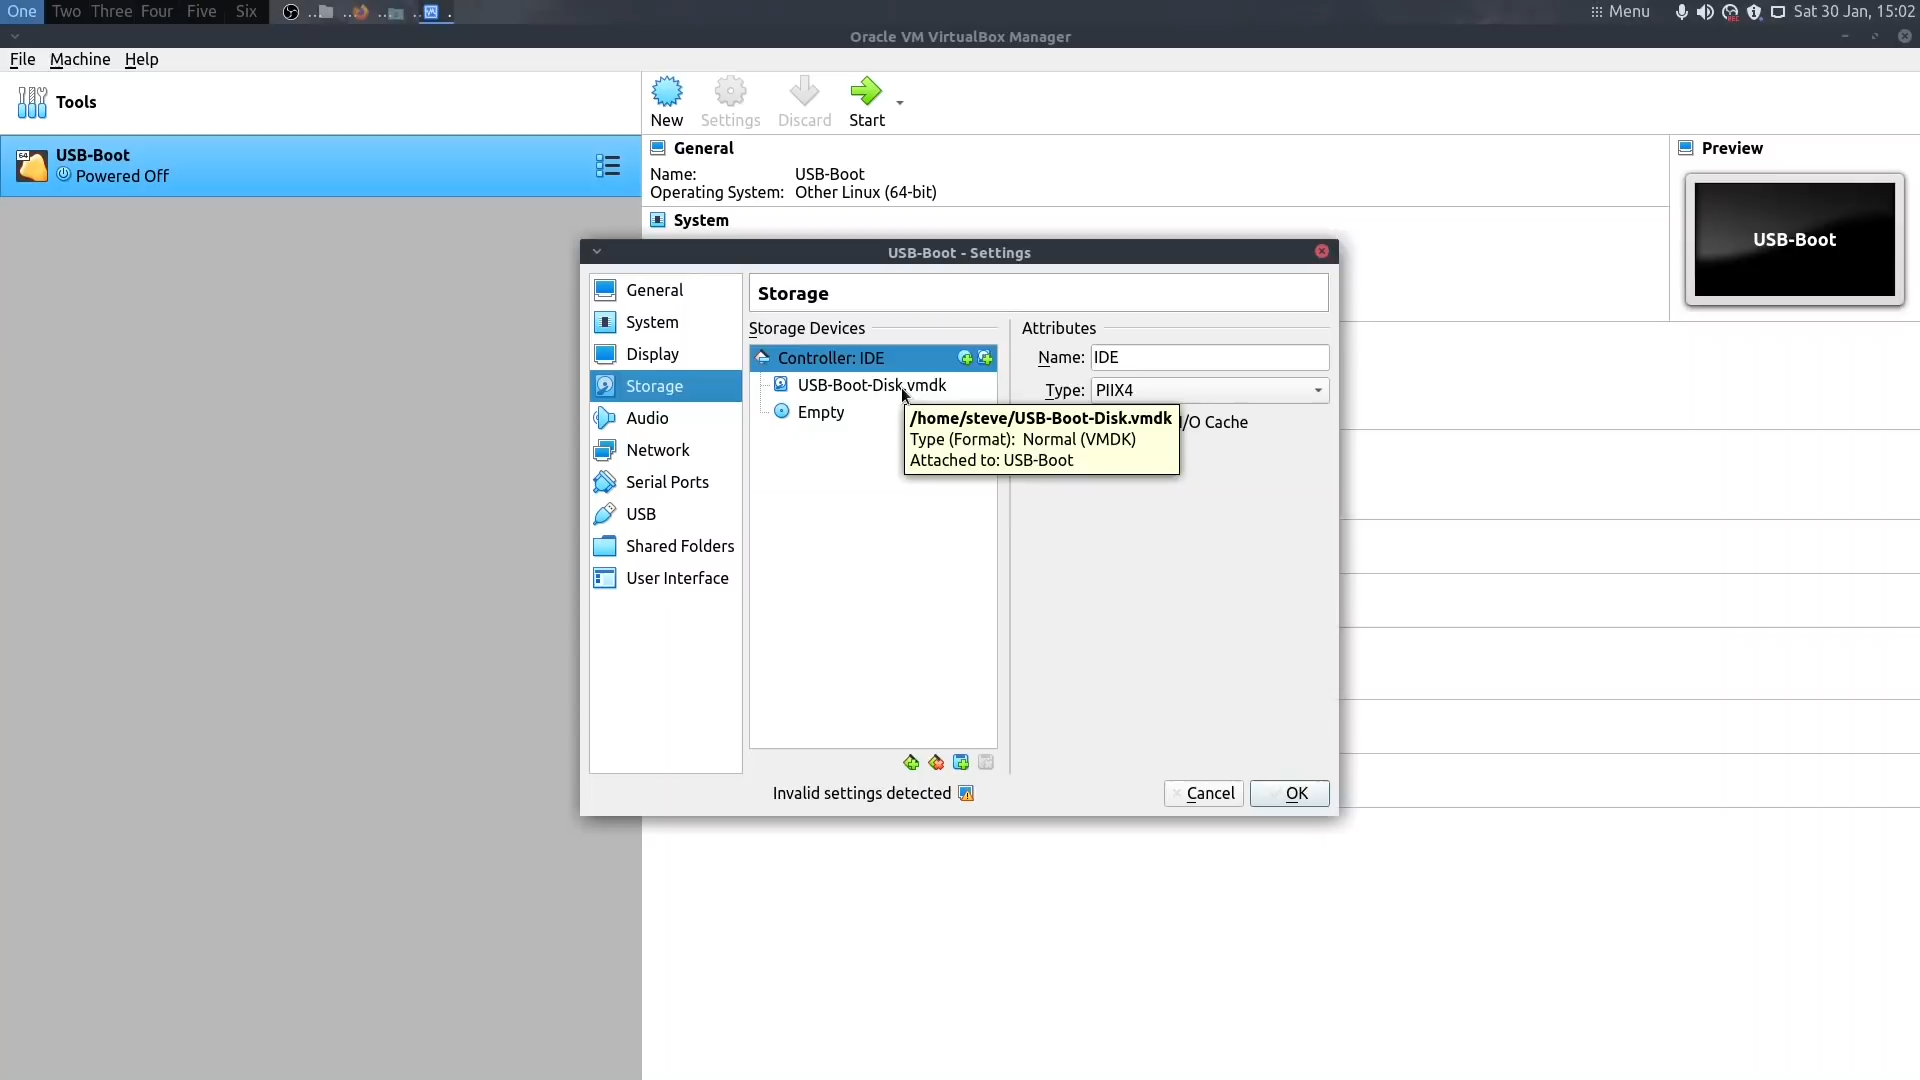 One Two Three Four Five Six
Menu
Sat 30 Jan, 15:02
Oracle VM VirtualBox Manager
File Machine Help
Tools
New Settings Discard Start
64
USB-Boot
Powered Off
General
Name: USB-Boot
Operating System: Other Linux (64-bit)
System
Preview
USB-Boot
USB-Boot - Settings
General
System
Display
Storage
Audio
Network
Serial Ports
USB
Shared Folders
User Interface
Storage
Storage Devices
Controller: IDE
USB-Boot-Disk.vmdk
Empty
Attributes
Name: IDE
Type: PIIX4
I/O Cache
/home/steve/USB-Boot-Disk.vmdk
Type (Format): Normal (VMDK)
Attached to: USB-Boot
Invalid settings detected
Cancel OK